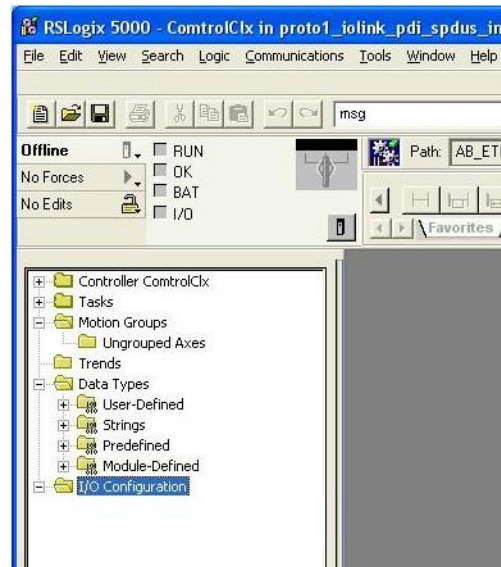 RSLogix 5000 - ComtrolClx in proto1_iolink_pdi_spdus_in
File Edit View Search Logic Communications Tools Window Help
msg
Offline
RUN
Path: AB_ET
No Forces
OK
No Edits
BAT
I/O
Favorites
Controller ComtrolClx
Tasks
Motion Groups
Ungrouped Axes
Trends
Data Types
User-Defined
Strings
Predefined
Module-Defined
I/O Configuration